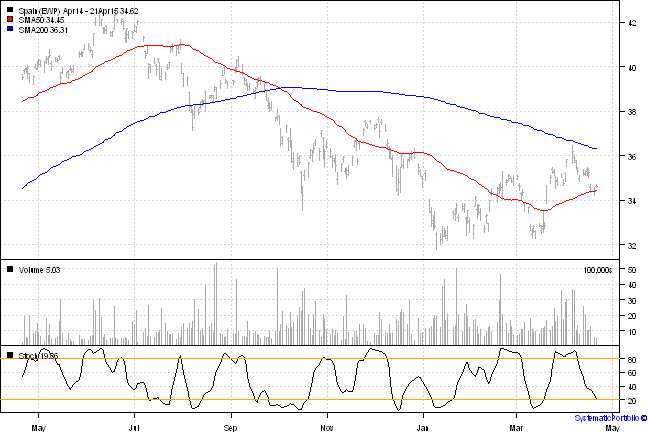 Spain (EWP) Apr14 - 21Apr15 34.62
SMA50 34.45
SMA200 36.31
42
40
38
36
34
32
Volume 5.03
100,000s
50
40
30
20
10
Stoch 19.86
80
60
40
20
May
Jul
Sep
Nov
Jan
Mar
May
SystematicPortfolio ©